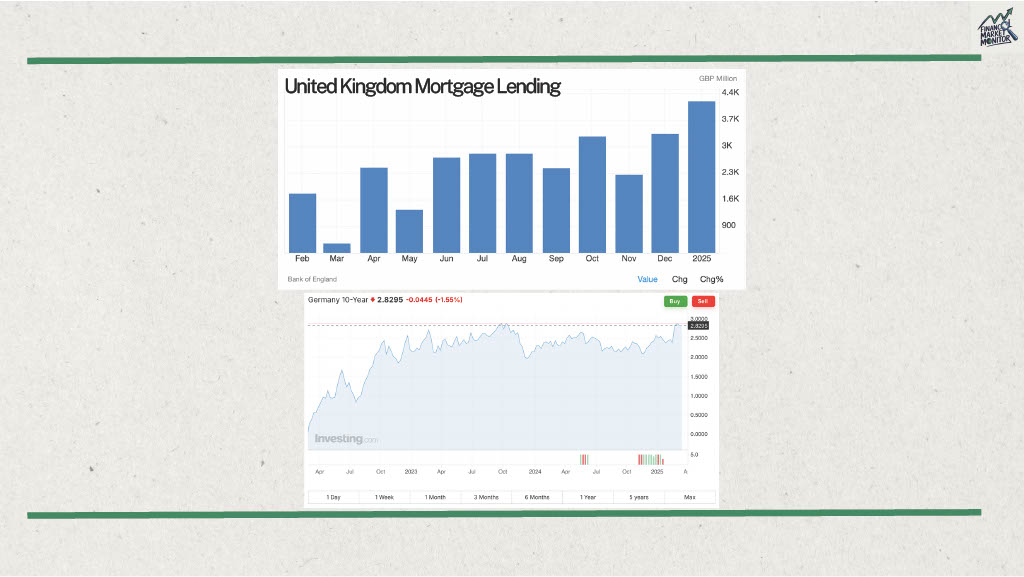 FINANCIAL
MARKET
MONITOR
United Kingdom Mortgage Lending
GBP Million
4.4K
3.7K
3K
2.3K
1.6K
900
Feb Mar Apr May Jun Jul Aug Sep Oct Nov Dec 2025
Bank of England
Value Chg Chg%
Germany 10-Year 2.8295 -0.0445 (-1.55%)
Buy Sell
3.0000
2.8295
2.5000
2.0000
1.5000
1.0000
0.5000
0.0000
Investing.com
5.0
Apr Jul Oct 2023 Apr Jul Oct 2024 Apr Jul Oct 2025 A
1 Day 1 Week 1 Month 3 Months 6 Months 1 Year 5 years Max